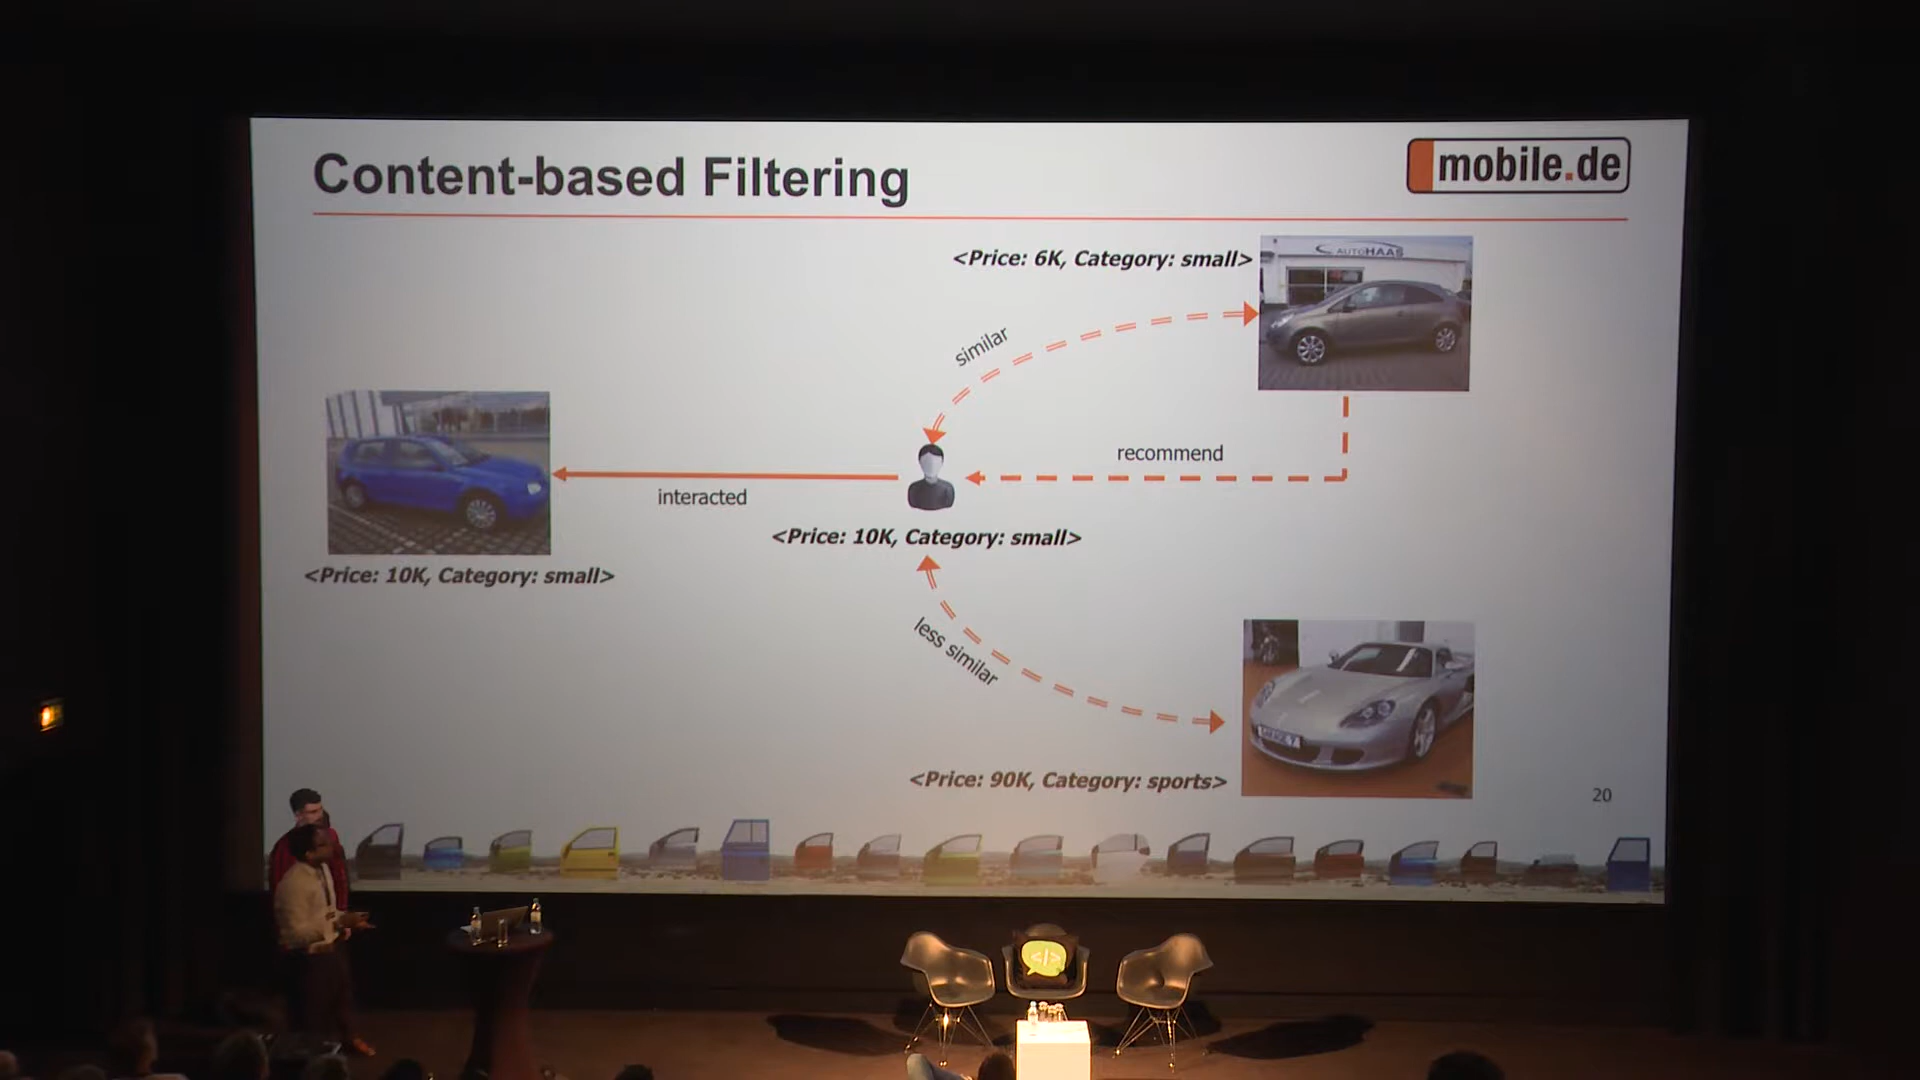 Content-based Filtering
mobile.de
<Price: 6K, Category: small>
AUTOHAAS
similar
recommend
interacted
<Price: 10K, Category: small>
<Price: 10K, Category: small>
less similar
<Price: 90K, Category: sports>
20
</>